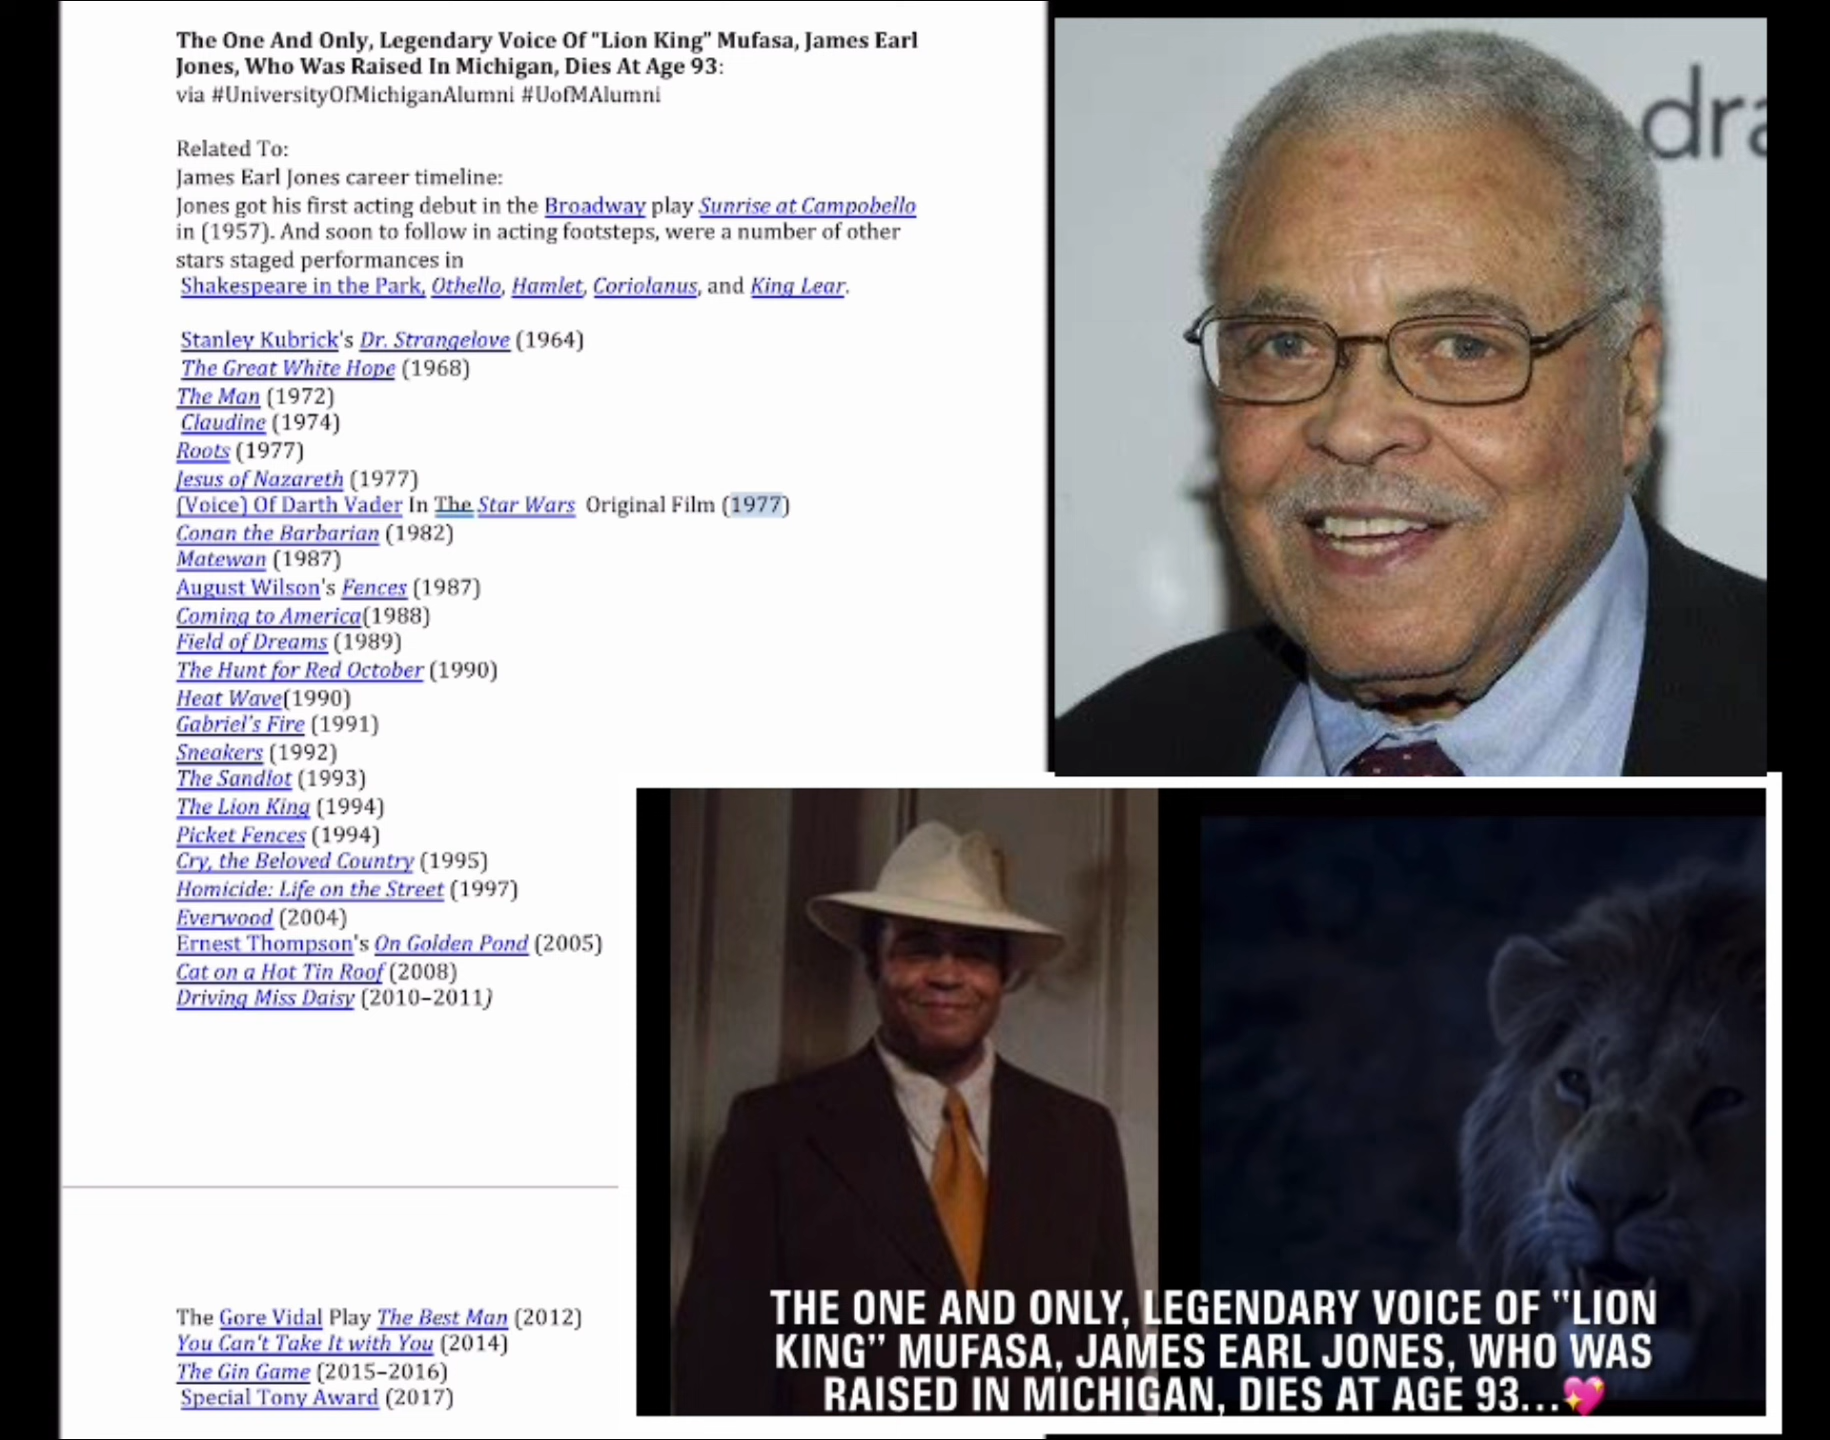 The One And Only, Legendary Voice Of "Lion King" Mufasa, James Earl
Jones, Who Was Raised In Michigan, Dies At Age 93:
via #UniversityOfMichiganAlumni #UofMAlumni
Related To:
James Earl Jones career timeline:
Jones got his first acting debut in the Broadway play Sunrise at Campobello
in (1957). And soon to follow in acting footsteps, were a number of other
stars staged performances in
Shakespeare in the Park, Othello, Hamlet, Coriolanus, and King Lear.
Stanley Kubrick's Dr. Strangelove (1964)
The Great White Hope (1968)
The Man (1972)
Claudine (1974)
Roots (1977)
Jesus of Nazareth (1977)
(Voice) Of Darth Vader In The Star Wars Original Film (1977)
Conan the Barbarian (1982)
Matewan (1987)
August Wilson's Fences (1987)
Coming to America(1988)
Field of Dreams (1989)
The Hunt for Red October (1990)
Heat Wave(1990)
Gabriel's Fire (1991)
Sneakers (1992)
The Sandlot (1993)
The Lion King (1994)
Picket Fences (1994)
Cry, the Beloved Country (1995)
Homicide: Life on the Street (1997)
Everwood (2004)
Ernest Thompson's On Golden Pond (2005)
Cat on a Hot Tin Roof (2008)
Driving Miss Daisy (2010–2011)
The Gore Vidal Play The Best Man (2012)
You Can't Take It with You (2014)
The Gin Game (2015–2016)
Special Tony Award (2017)
dra
THE ONE AND ONLY, LEGENDARY VOICE OF "LION
KING" MUFASA, JAMES EARL JONES, WHO WAS
RAISED IN MICHIGAN, DIES AT AGE 93...💖